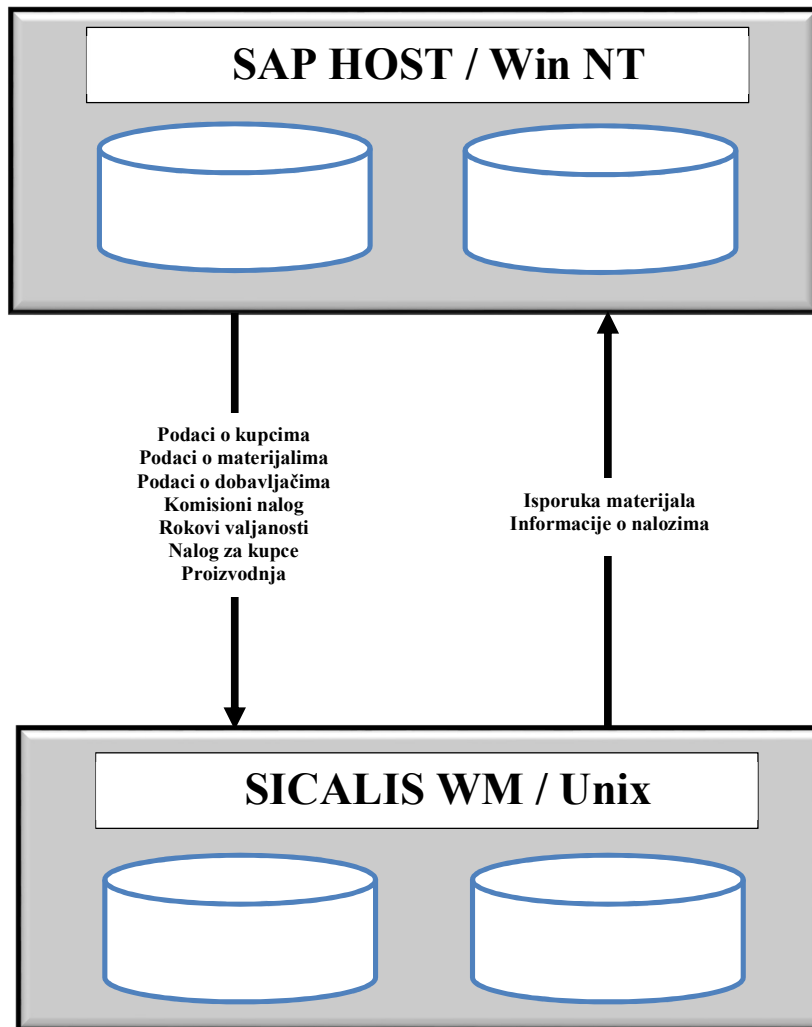 SAP HOST / Win NT
Podaci o kupcima
Podaci o materijalima
Podaci o dobavljačima
Komisioni nalog
Rokovi valjanosti
Nalog za kupce
Proizvodnja
Isporuka materijala
Informacije o nalozima
SICALIS WM / Unix